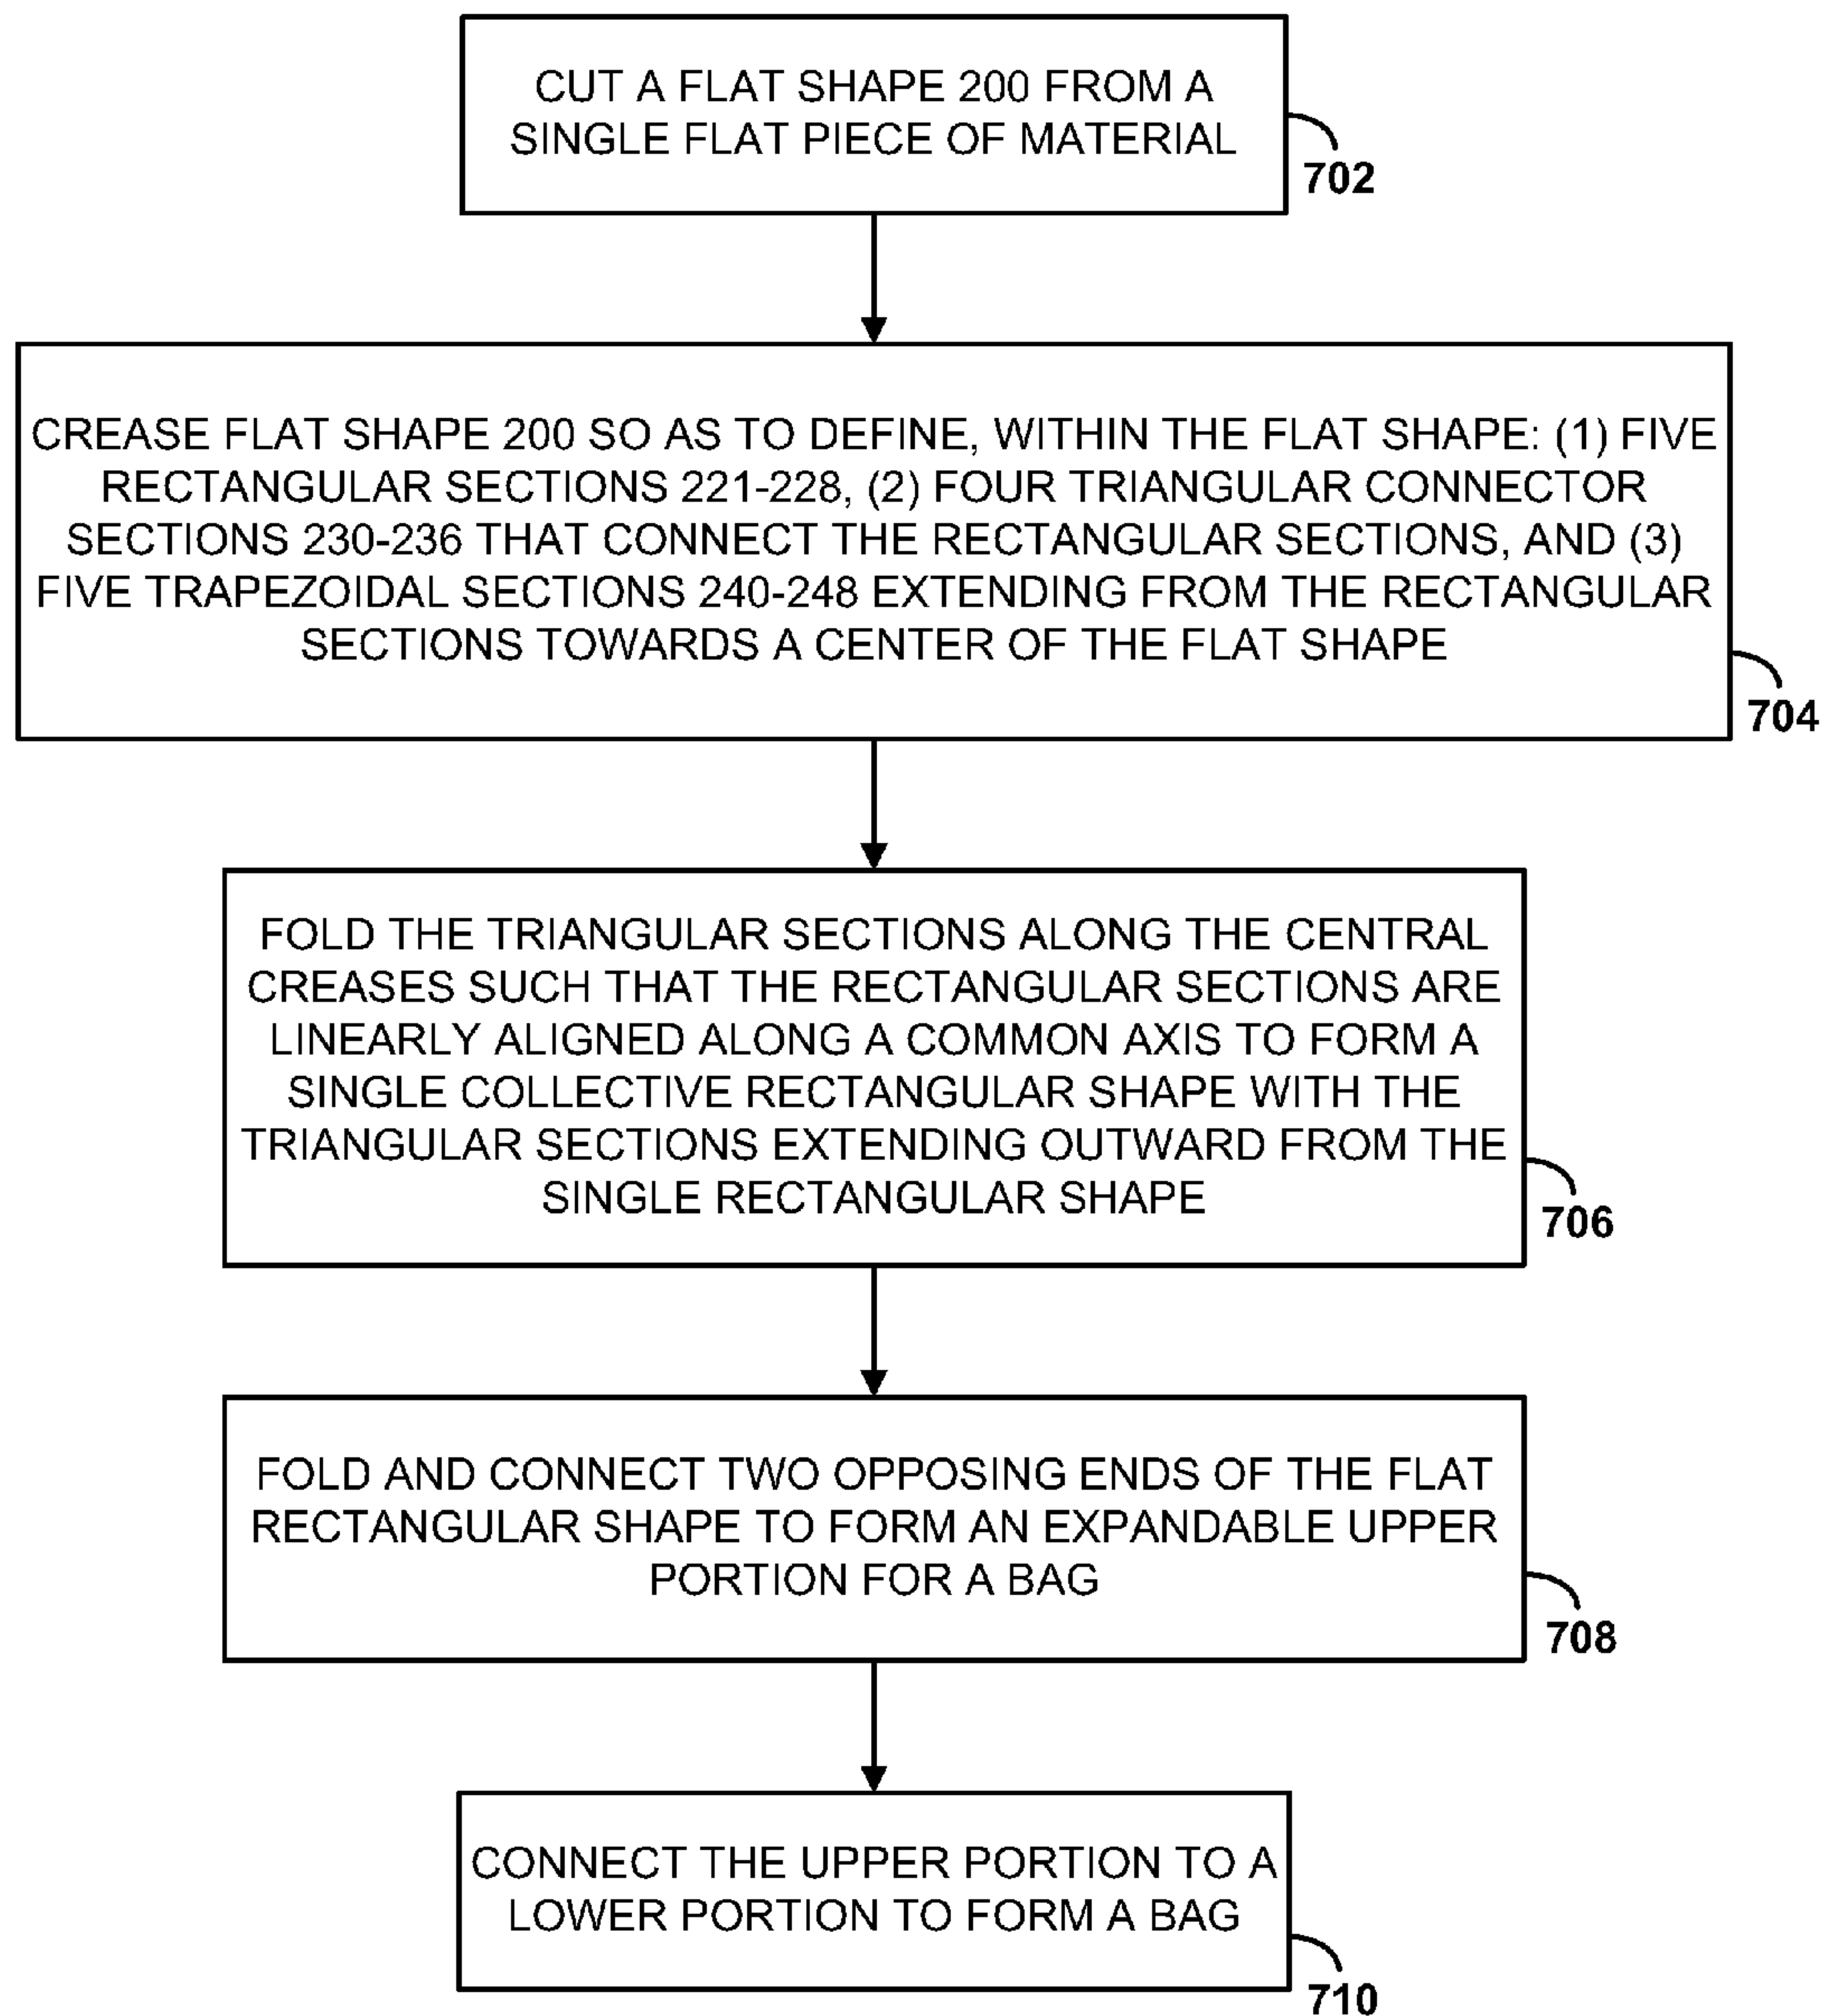 CUT A FLAT SHAPE 200 FROM A
SINGLE FLAT PIECE OF MATERIAL
702
CREASE FLAT SHAPE 200 SO AS TO DEFINE, WITHIN THE FLAT SHAPE: (1) FIVE
RECTANGULAR SECTIONS 221-228, (2) FOUR TRIANGULAR CONNECTOR
SECTIONS 230-236 THAT CONNECT THE RECTANGULAR SECTIONS, AND (3)
FIVE TRAPEZOIDAL SECTIONS 240-248 EXTENDING FROM THE RECTANGULAR
SECTIONS TOWARDS A CENTER OF THE FLAT SHAPE
704
FOLD THE TRIANGULAR SECTIONS ALONG THE CENTRAL
CREASES SUCH THAT THE RECTANGULAR SECTIONS ARE
LINEARLY ALIGNED ALONG A COMMON AXIS TO FORM A
SINGLE COLLECTIVE RECTANGULAR SHAPE WITH THE
TRIANGULAR SECTIONS EXTENDING OUTWARD FROM THE
SINGLE RECTANGULAR SHAPE
706
FOLD AND CONNECT TWO OPPOSING ENDS OF THE FLAT
RECTANGULAR SHAPE TO FORM AN EXPANDABLE UPPER
PORTION FOR A BAG
708
CONNECT THE UPPER PORTION TO A
LOWER PORTION TO FORM A BAG
710